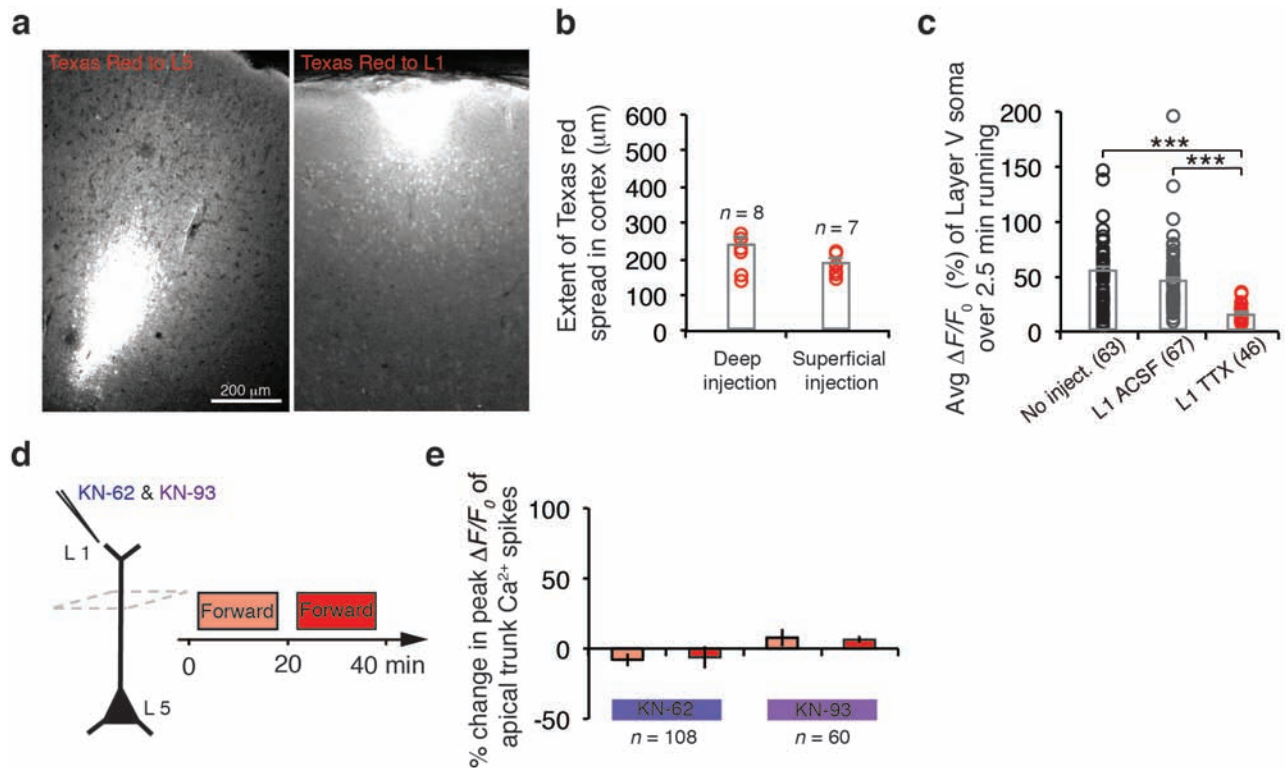 a
Texas Red to L5
Texas Red to L1
200 μm
b
Extent of Texas red
spread in cortex (μm)
600
500
400
300
200
100
0
n = 8
n = 7
Deep
injection
Superficial
injection
c
Avg ΔF/F0 (%) of Layer V soma
over 2.5 min running
200
150
100
50
0
***
***
No inject. (63)
L1 ACSF (67)
L1 TTX (46)
d
KN-62 & KN-93
L 1
L 5
Forward
Forward
0
20
40 min
e
% change in peak ΔF/F0 of
apical trunk Ca2+ spikes
100
50
0
-50
KN-62
KN-93
n = 108
n = 60